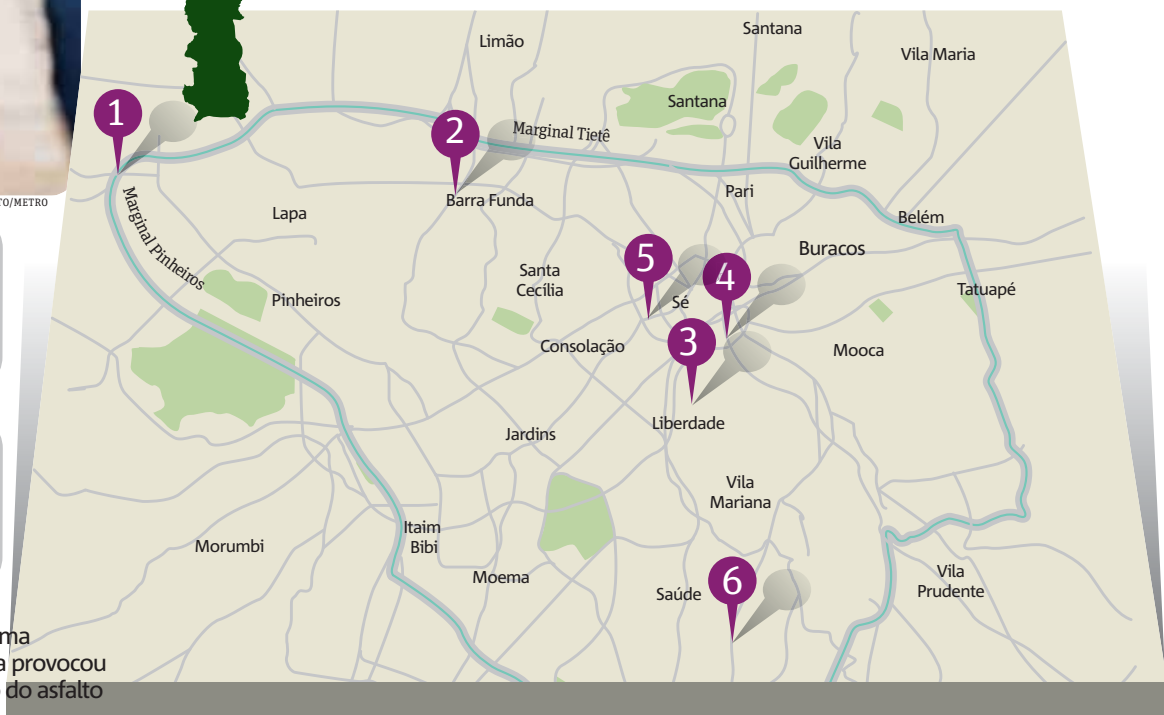 Santana
Limão
Vila Maria
1
Santana
2
Marginal Tietê
Vila
Guilherme
TO/METRO
Marginal Pinheiros
Barra Funda
Pari
Lapa
Belém
5
Buracos
4
Santa
Cecília
Sé
Pinheiros
Tatuapé
3
Consolação
Mooca
Liberdade
Jardins
Vila
Mariana
Itaim
Bibi
Morumbi
Moema
6
Saúde
Vila
Prudente
ma
a provocou
do asfalto